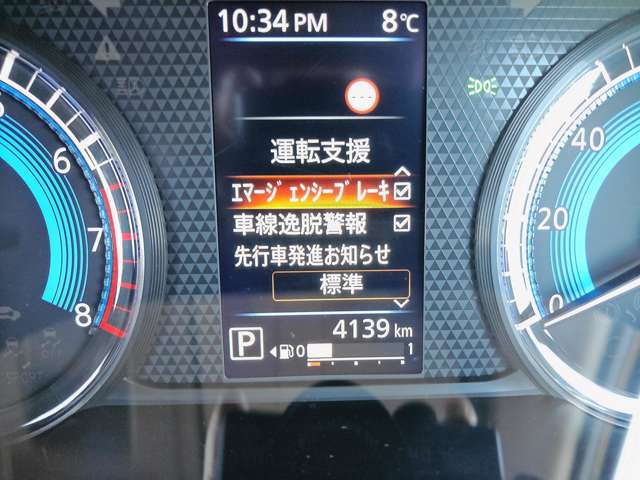 10:34 PM 8℃
---
運転支援
ｴﾏｰｼﾞｪﾝｼｰﾌﾞﾚｰｷ
車線逸脱警報
先行車発進お知らせ
標準
4139 km
P 0 1
6
7
8
40
20
0